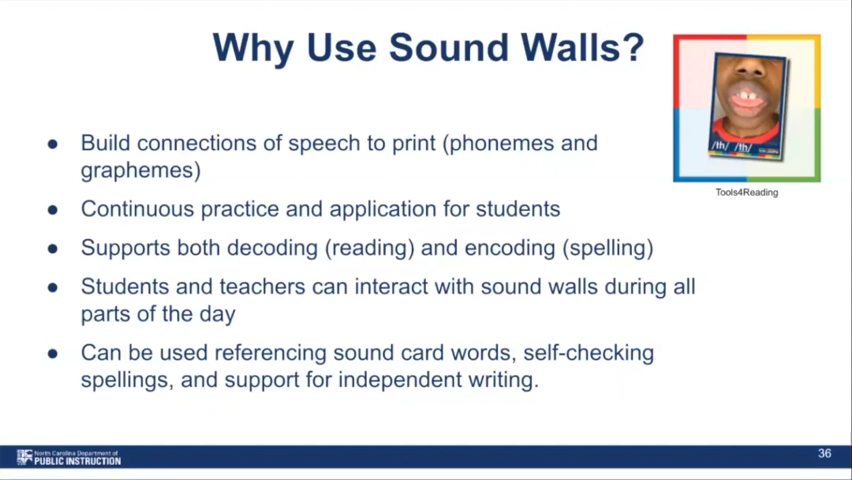 Why Use Sound Walls?
● Build connections of speech to print (phonemes and
graphemes)
● Continuous practice and application for students
● Supports both decoding (reading) and encoding (spelling)
● Students and teachers can interact with sound walls during all
parts of the day
● Can be used referencing sound card words, self-checking
spellings, and support for independent writing.
/th/ /th/
Tools4Reading
North Carolina Department of
PUBLIC INSTRUCTION
36